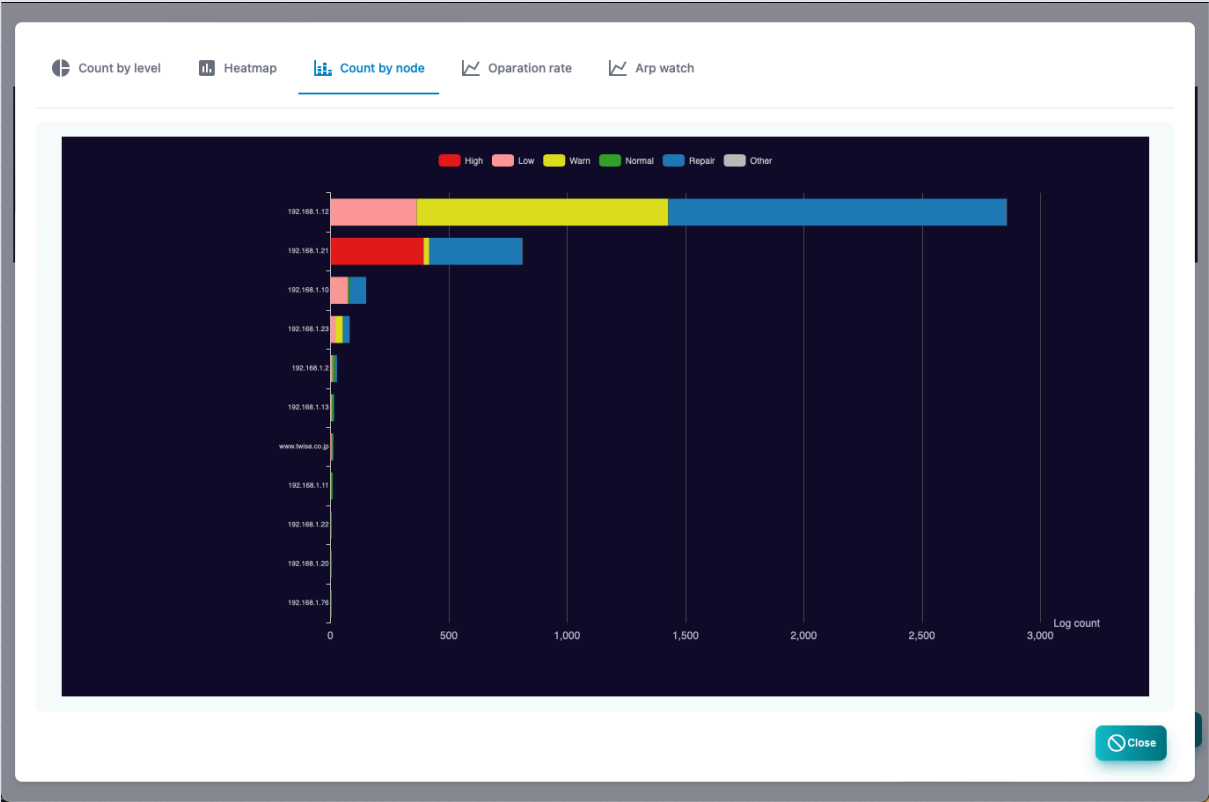 Count by level Heatmap Count by node Oparation rate Arp watch
High Low Warn Normal Repair Other
192.168.1.12
192.168.1.21
192.168.1.10
192.168.1.23
192.168.1.2
192.168.1.13
www.twise.co.jp
192.168.1.11
192.168.1.22
192.168.1.20
192.168.1.76
Log count
0 500 1,000 1,500 2,000 2,500 3,000
Close